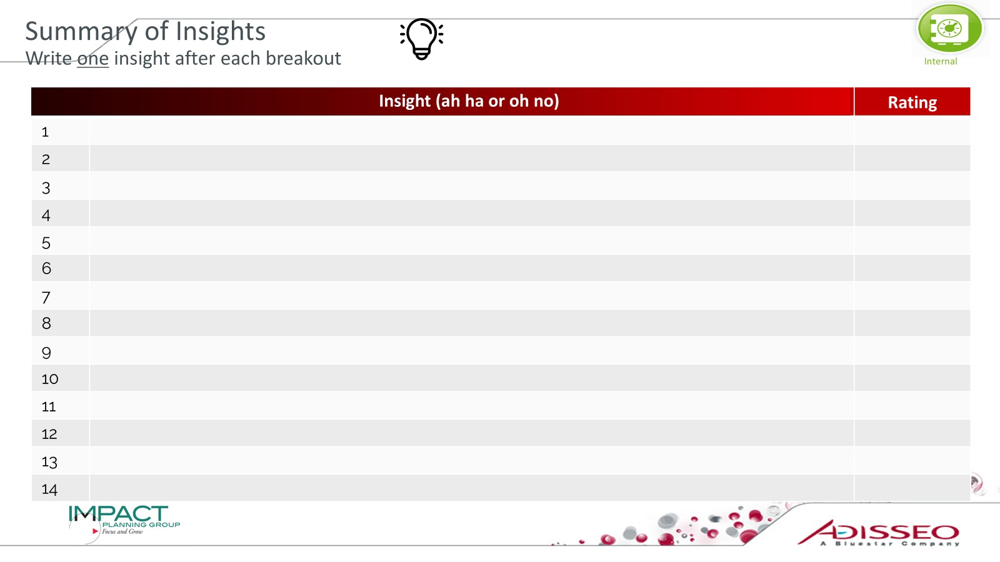 Summary of Insights
Write one insight after each breakout
Internal
Insight (ah ha or oh no) Rating
1
2
3
4
5
6
7
8
9
10
11
12
13
14
IMPACT
PLANNING GROUP
Focus and Grow
ADISSEO
A Bluestar Company